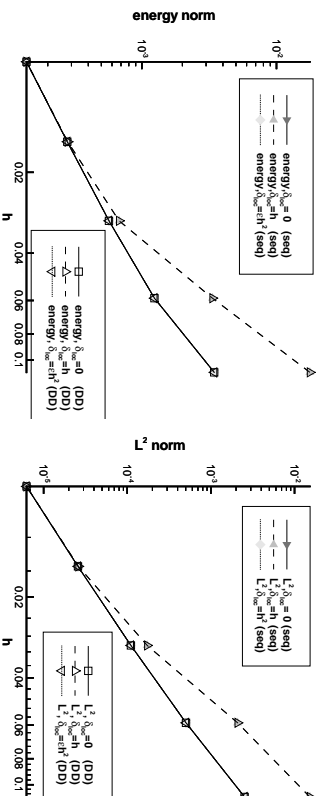 energy norm
10⁻³
10⁻²
energy,δ_loc= 0 (seq)
energy,δ_loc=h (seq)
energy,δ_loc=εh² (seq)
energy, δ_loc=0 (DD)
energy, δ_loc=h (DD)
energy, δ_loc=εh² (DD)
0.02
0.04
0.06
0.08
0.1
h
L² norm
10⁻⁵
10⁻⁴
10⁻³
10⁻²
L²,δ_loc= 0 (seq)
L²,δ_loc=h (seq)
L²,δ_loc=h² (seq)
L², δ_loc=0 (DD)
L², δ_loc=h (DD)
L², δ_loc=εh² (DD)
0.02
0.04
0.06
0.08
0.1
h